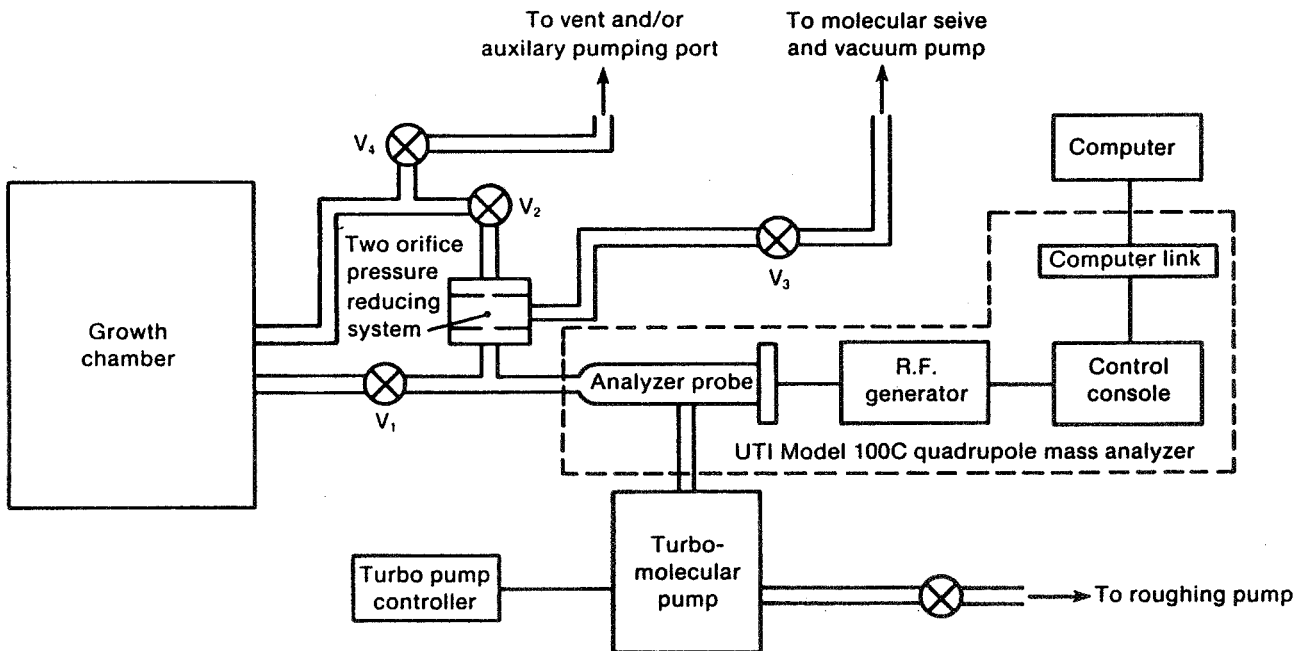 To vent and/or
auxilary pumping port
To molecular seive
and vacuum pump
V₄
Computer
V₂
Two orifice
pressure
reducing
system
V₃
Computer link
Growth
chamber
Analyzer probe
R.F.
generator
Control
console
V₁
UTI Model 100C quadrupole mass analyzer
Turbo pump
controller
Turbo-
molecular
pump
To roughing pump